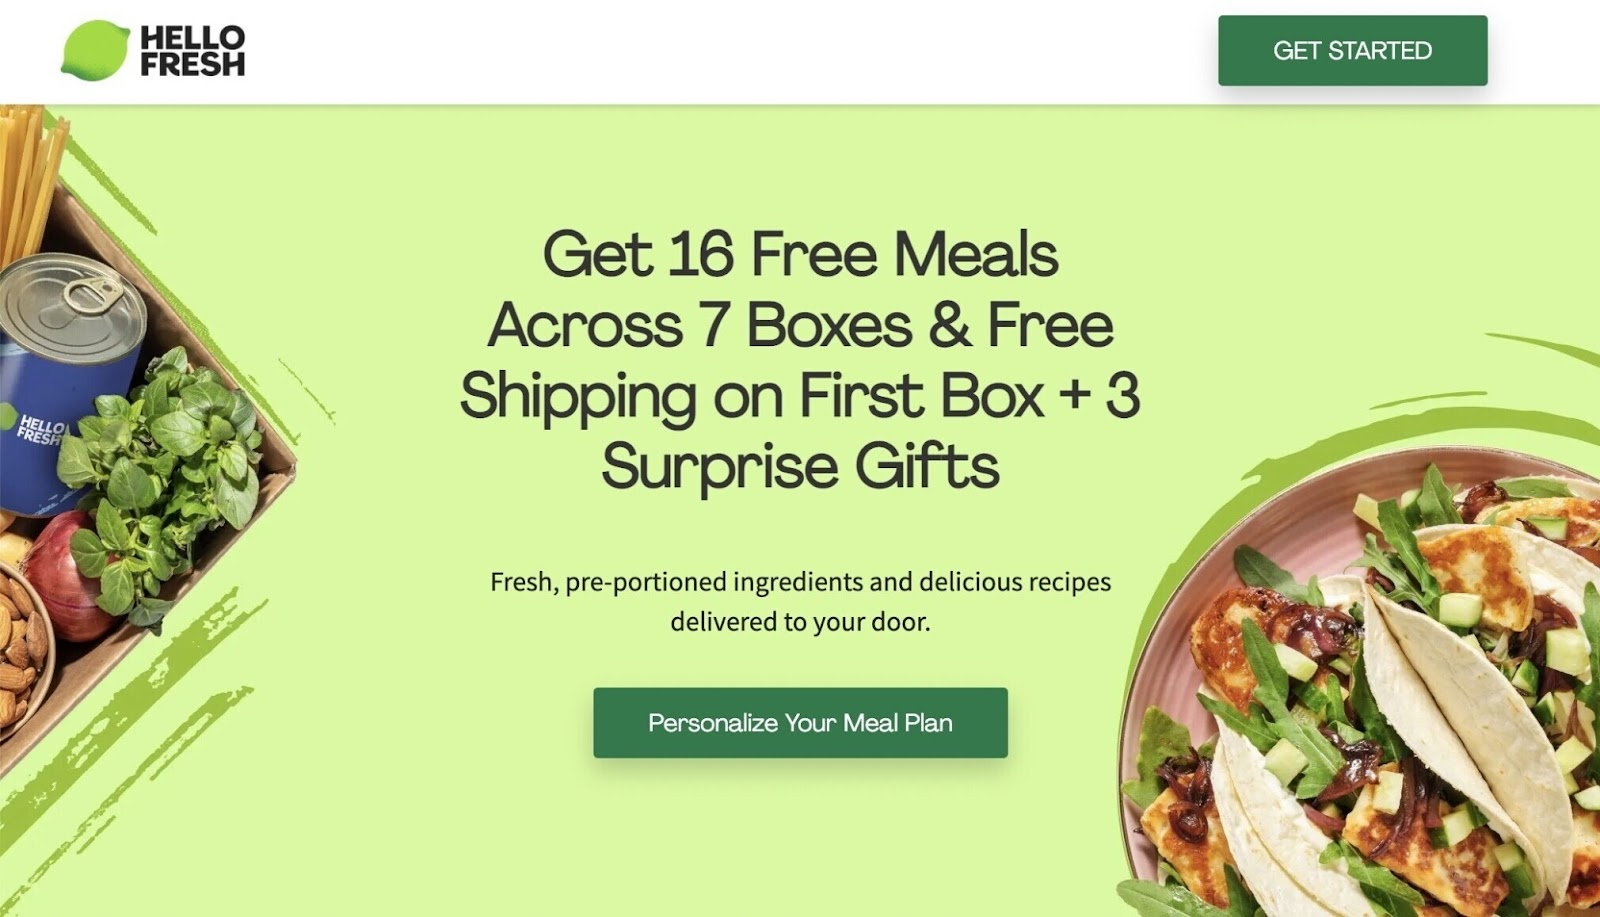 HELLO
FRESH
GET STARTED
Get 16 Free Meals
Across 7 Boxes & Free
Shipping on First Box + 3
Surprise Gifts
HELLO
FRESH
Fresh, pre-portioned ingredients and delicious recipes
delivered to your door.
Personalize Your Meal Plan